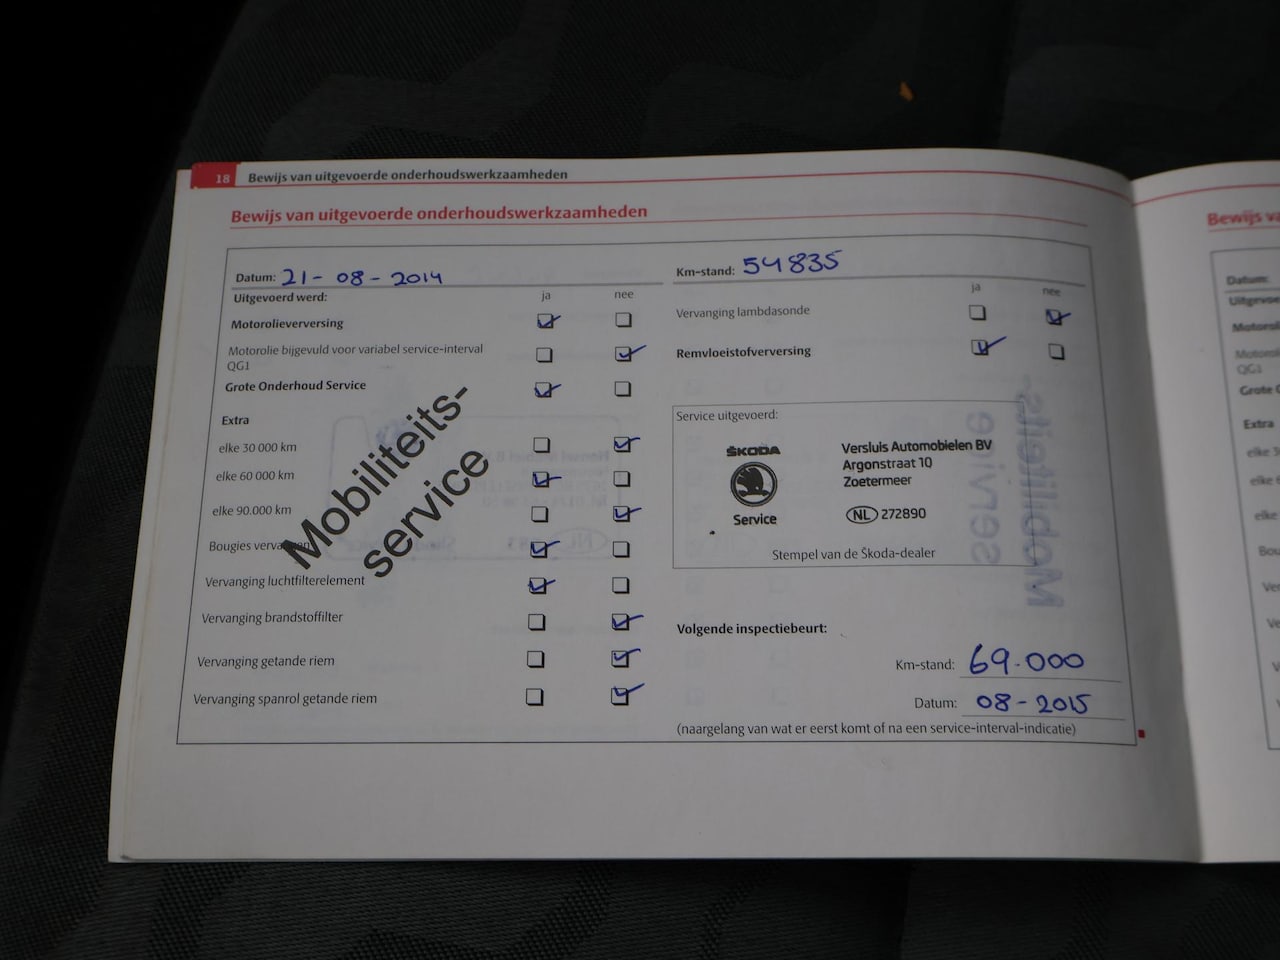 18 Bewijs van uitgevoerde onderhoudswerkzaamheden
Bewijs van uitgevoerde onderhoudswerkzaamheden
Datum: 21-08-2014
Uitgevoerd werd: ja nee
Motorolieverversing
Motorolie bijgevuld voor variabel service-interval
QG1
Grote Onderhoud Service
Extra
elke 30 000 km
elke 60 000 km
elke 90.000 km
Bougies
Vervanging luchtfilterelement
Vervanging brandstoffilter
Vervanging getande riem
Vervanging spanrol getande riem
Mobiliteits-
service
Km-stand: 54835
ja nee
Vervanging lambdasonde
Remvloeistofverversing
Service uitgevoerd:
ŠKODA
Service
Versluis Automobielen BV
Argonstraat 10
Zoetermeer
NL 272890
Stempel van de Škoda-dealer
Volgende inspectiebeurt:
Km-stand: 69.000
Datum: 08-2015
(naargelang van wat er eerst komt of na een service-interval-indicatie)
Bewijs
Datum:
Extra
elke
elke
elke